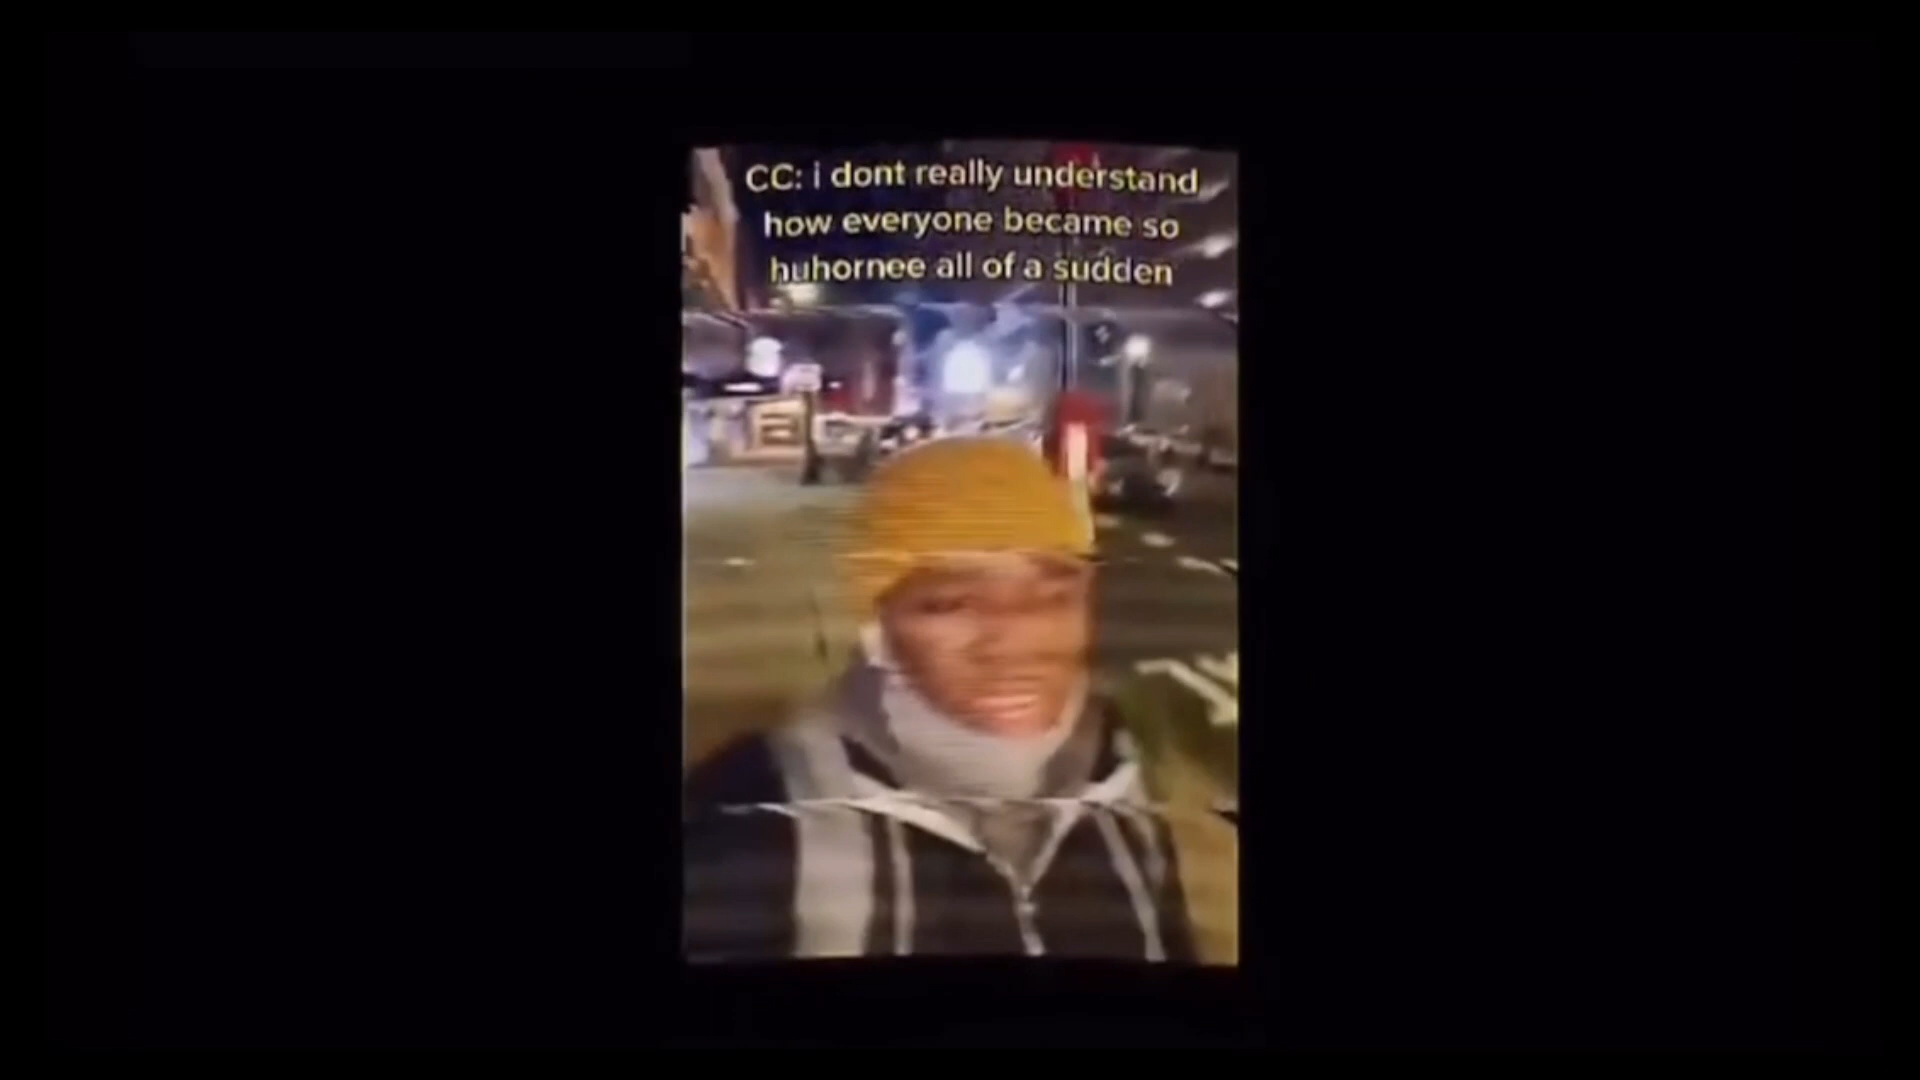 CC: i dont really understand
how everyone became so
huhornee all of a sudden